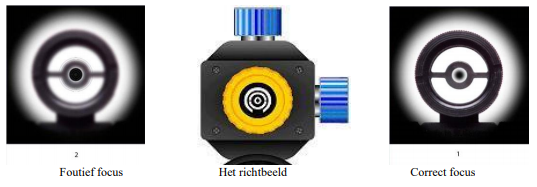 2
1
Foutief focus
Het richtbeeld
Correct focus